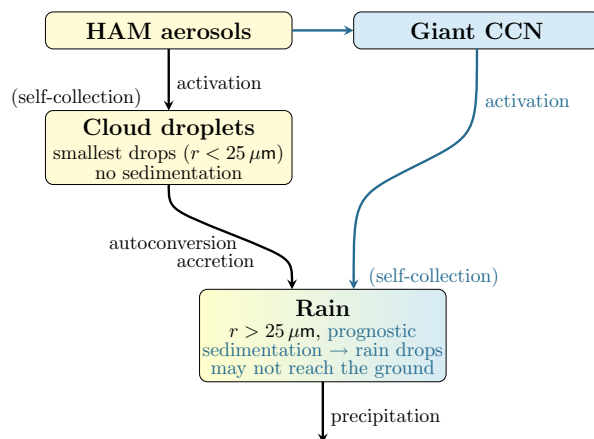 HAM aerosols
Giant CCN
activation
activation
(self-collection)
Cloud droplets
smallest drops (r < 25 μm)
no sedimentation
autoconversion
accretion
(self-collection)
Rain
r > 25 μm, prognostic
sedimentation → rain drops
may not reach the ground
precipitation